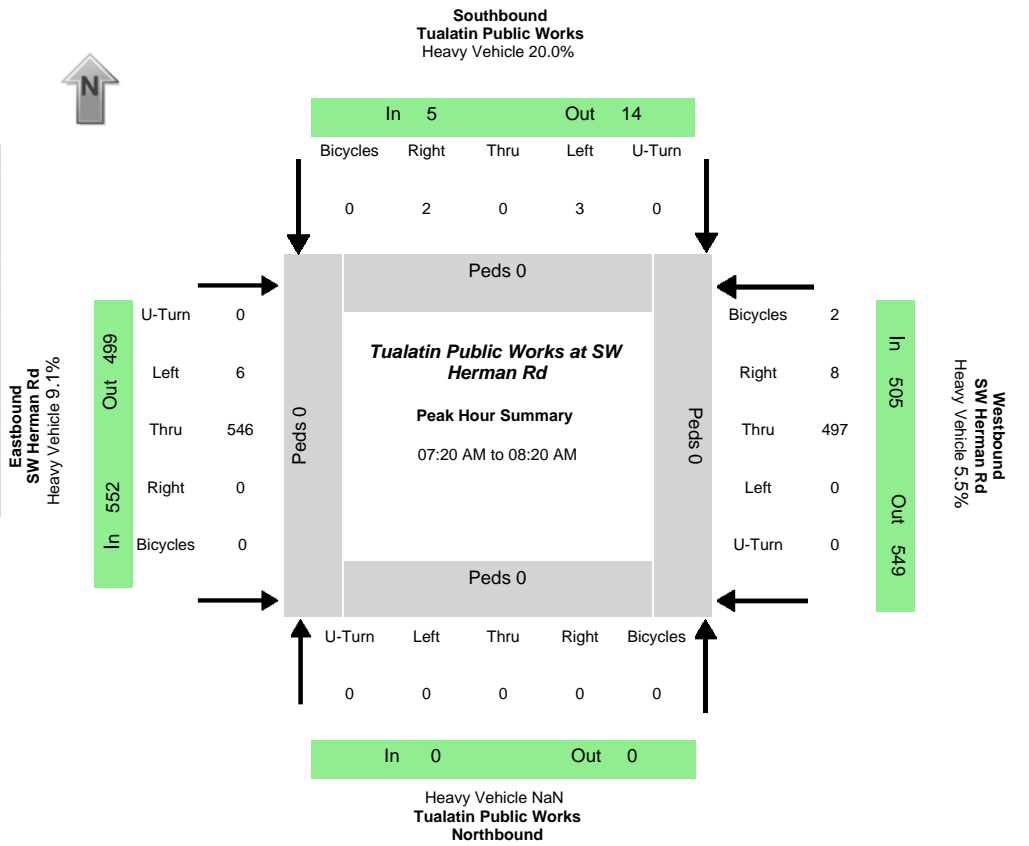 Southbound
Tualatin Public Works
Heavy Vehicle 20.0%
N
In 5 Out 14
Bicycles Right Thru Left U-Turn
0 2 0 3 0
Peds 0
Eastbound
SW Herman Rd
Heavy Vehicle 9.1%
Out 499
In 552
U-Turn 0
Left 6
Thru 546
Right 0
Bicycles 0
Peds 0
Tualatin Public Works at SW
Herman Rd
Peak Hour Summary
07:20 AM to 08:20 AM
Peds 0
Bicycles 2
Right 8
Thru 497
Left 0
U-Turn 0
In 505
Out 549
Westbound
SW Herman Rd
Heavy Vehicle 5.5%
Peds 0
U-Turn Left Thru Right Bicycles
0 0 0 0 0
In 0 Out 0
Heavy Vehicle NaN
Tualatin Public Works
Northbound